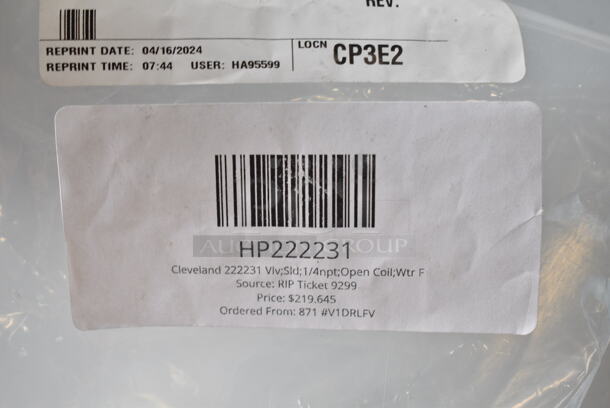 REV.
REPRINT DATE: 04/16/2024
REPRINT TIME: 07:44 USER: HA95599
LOCN CP3E2
HP222231
Cleveland 222231 Vlv;Sld;1/4npt;Open Coil;Wtr F
Source: RIP Ticket 9299
Price: $219.645
Ordered From: 871 #V1DRLFV